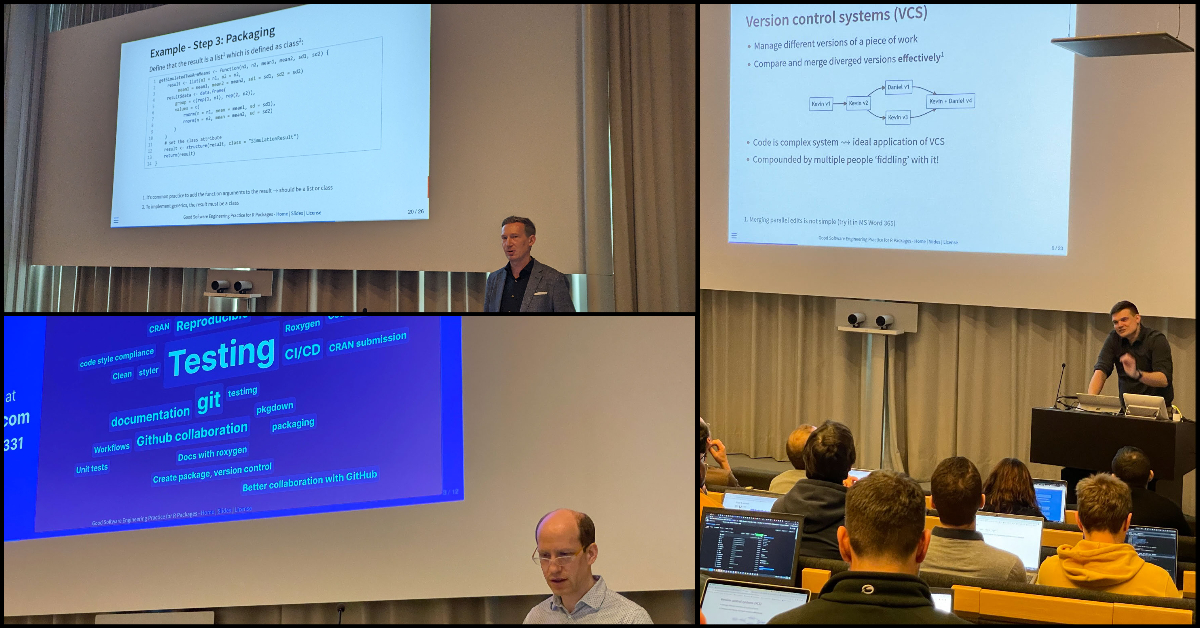 Example - Step 3: Packaging
Define that the result is a list¹ which is defined as class²:
getSimulatedTwoArmMeans <- function(n1, n2, mean1, mean2, sd1, sd2) {
result <- list(n1 = n1, n2 = n2,
mean1 = mean1, mean2 = mean2, sd1 = sd1, sd2 = sd2)
result$data <- data.frame(
group = c(rep(1, n1), rep(2, n2)),
values = c(
rnorm(n = n1, mean = mean1, sd = sd1),
rnorm(n = n2, mean = mean2, sd = sd2)
)
)
# set the class attribute
result <- structure(result, class = "SimulationResult")
return(result)
}
1. It's common practice to add the function arguments to the result ⇝ should be a list or class
2. To implement generics, the result must be a class
Good Software Engineering Practice for R Packages - Home | Slides | License
20 / 26
at
com
331
CRAN
Roxygen
code style compliance
Testing
CI/CD
CRAN submission
Clean
styler
documentation
git
testimg
pkgdown
Workflows
Github collaboration
packaging
Unit tests
Docs with roxygen
Create package, version control
Better collaboration with GitHub
Good Software Engineering Practice for R Packages - Home | Slides | License
Version control systems (VCS)
• Manage different versions of a piece of work
• Compare and merge diverged versions effectively¹
Daniel v1
Kevin v1
Kevin v2
Kevin + Daniel v4
Kevin v3
• Code is complex system ⇝ ideal application of VCS
• Compounded by multiple people 'fiddling' with it!
1. Merging parallel edits is not simple (try it in MS Word 365)
Good Software Engineering Practice for R Packages - Home | Slides | License